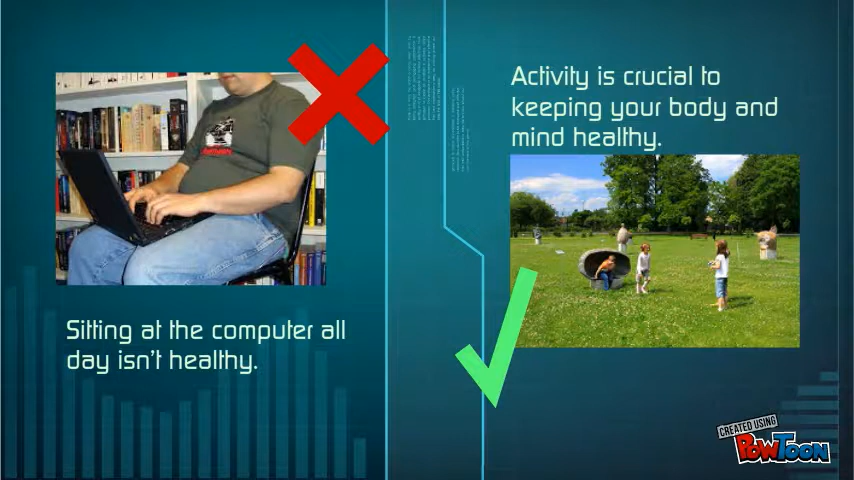 Sitting at the computer all
day isn't healthy.
Activity is crucial to
keeping your body and
mind healthy.
CREATED USING
POWTOON